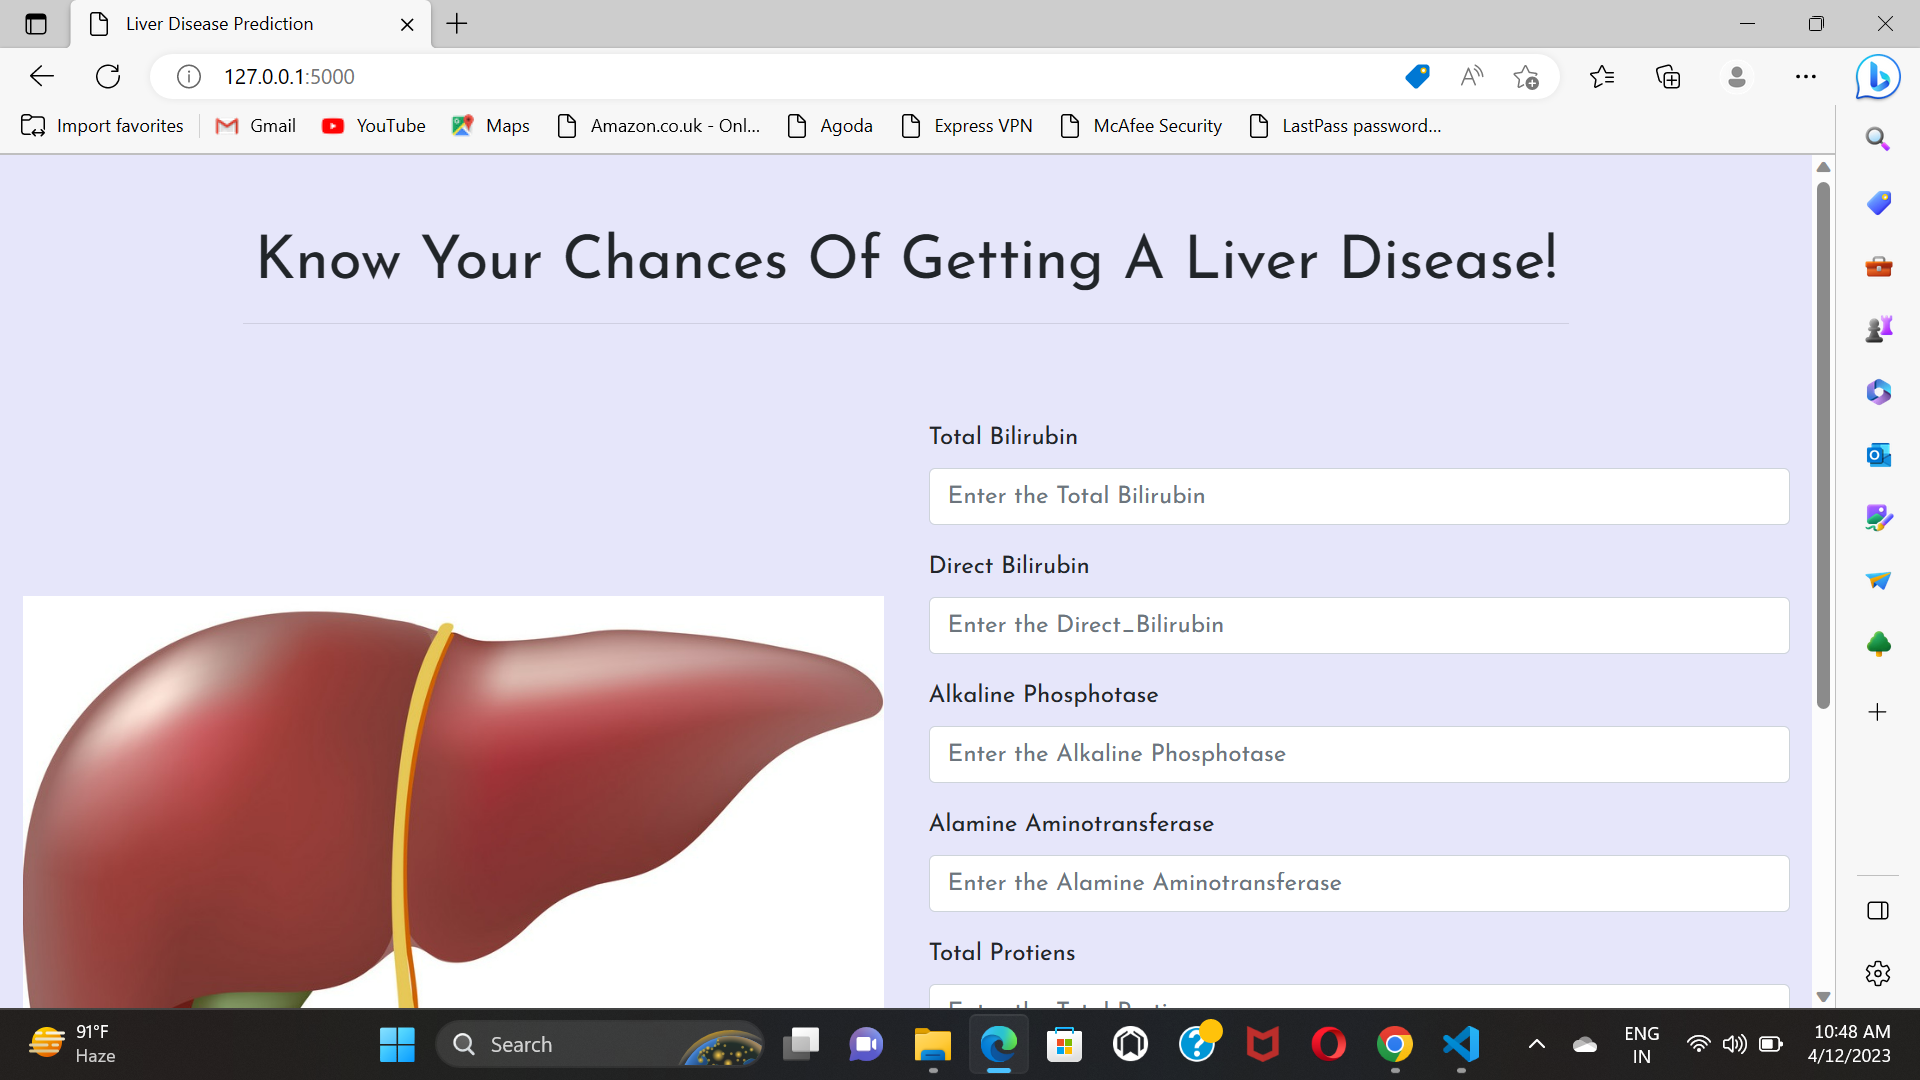 Liver Disease Prediction
127.0.0.1:5000
Import favorites Gmail YouTube Maps Amazon.co.uk - Onl... Agoda Express VPN McAfee Security LastPass password...
Know Your Chances Of Getting A Liver Disease!
Total Bilirubin
Enter the Total Bilirubin
Direct Bilirubin
Enter the Direct_Bilirubin
Alkaline Phosphotase
Enter the Alkaline Phosphotase
Alamine Aminotransferase
Enter the Alamine Aminotransferase
Total Protiens
91°F
Haze
Search
ENG
IN
10:48 AM
4/12/2023